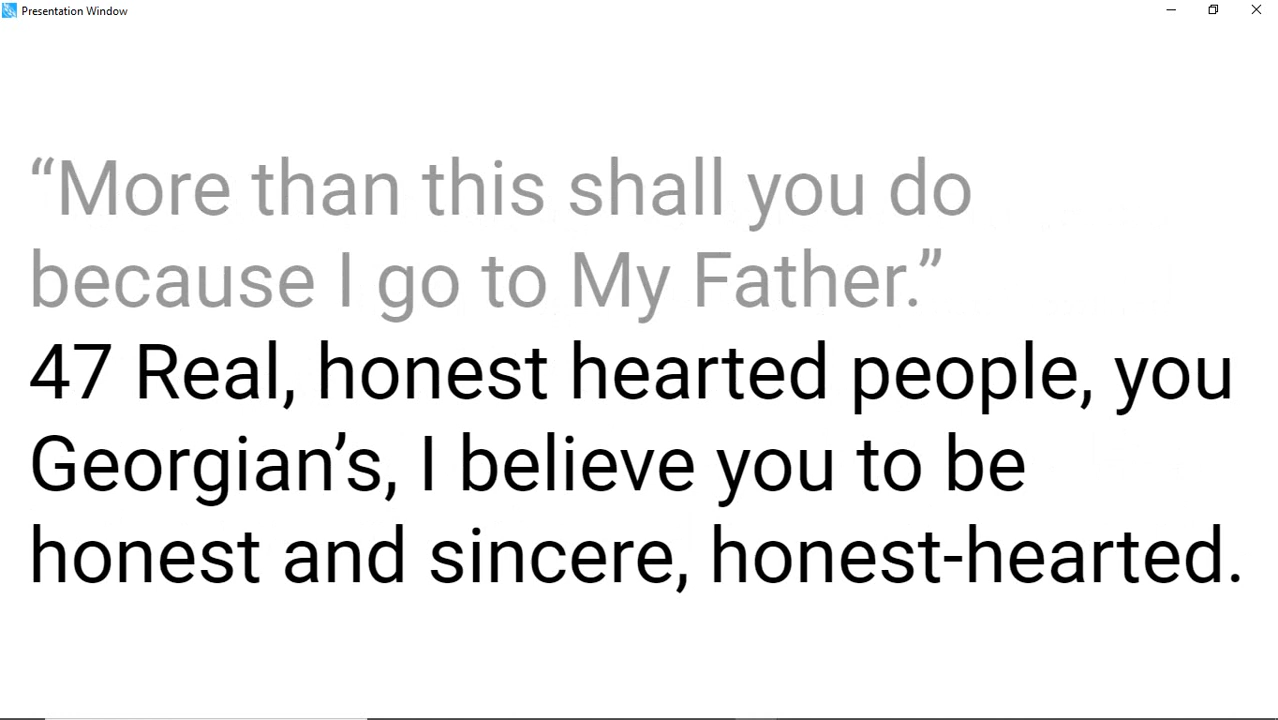 Presentation Window
“More than this shall you do
because I go to My Father.”
47 Real, honest hearted people, you
Georgian’s, I believe you to be
honest and sincere, honest-hearted.